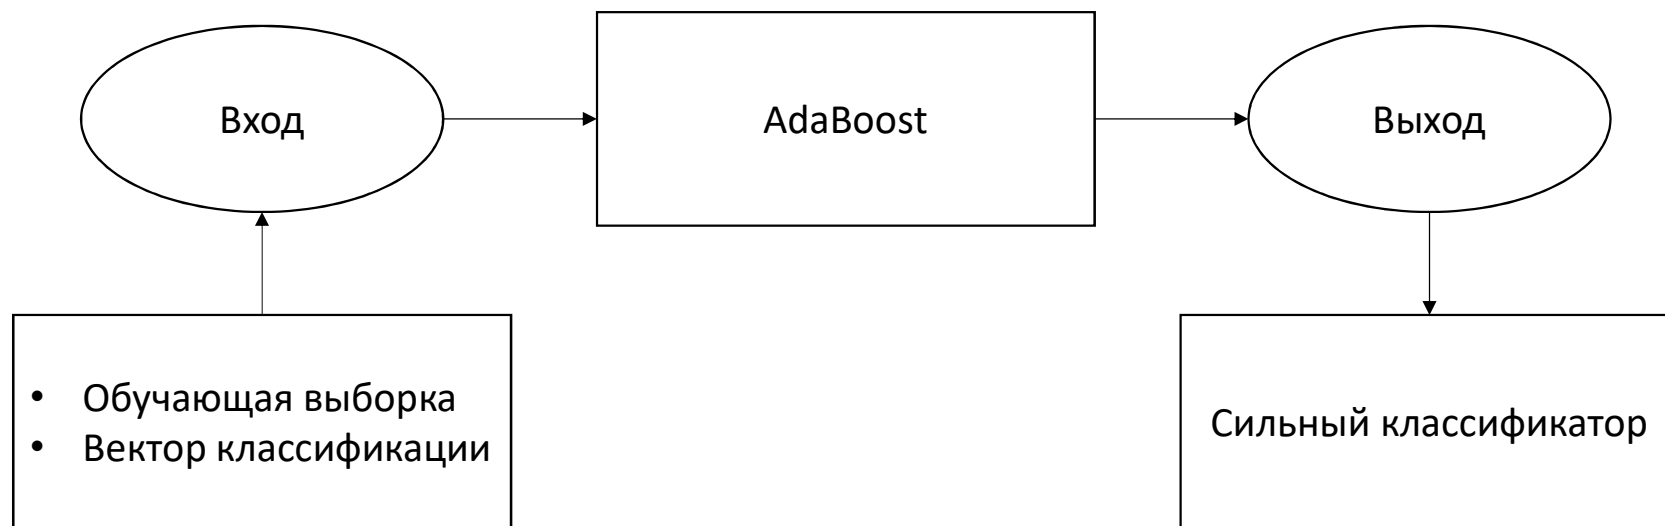 Вход
AdaBoost
Выход
• Обучающая выборка
• Вектор классификации
Сильный классификатор